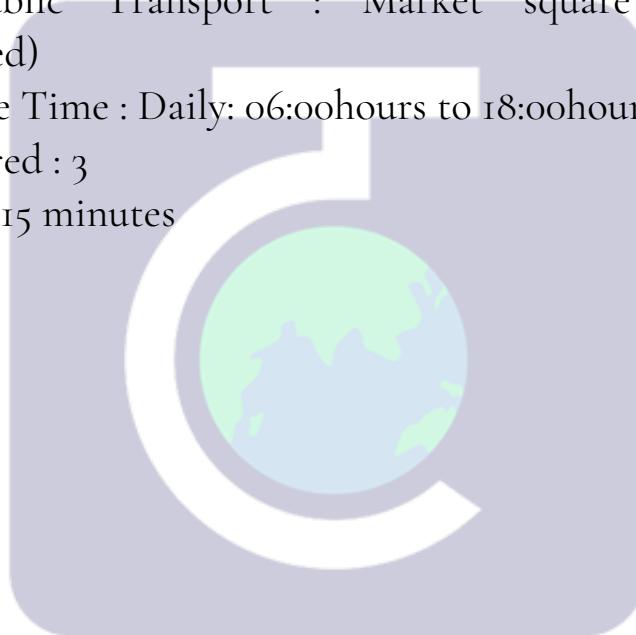 Transport : Market square
ed)
e Time : Daily: 06:00hours to 18:00hour
red : 3
15 minutes